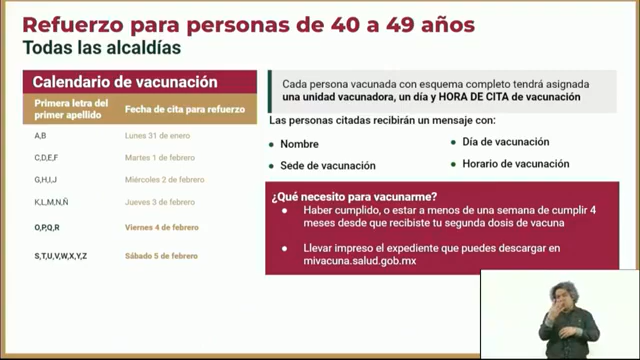 Refuerzo para personas de 40 a 49 años
Todas las alcaldías
Calendario de vacunación
Primera letra del primer apellido
Fecha de cita para refuerzo
A,B Lunes 31 de enero
C,D,E,F Martes 1 de febrero
G,H,I,J Miércoles 2 de febrero
K,L,M,N,Ñ Jueves 3 de febrero
O,P,Q,R Viernes 4 de febrero
S,T,U,V,W,X,Y,Z Sábado 5 de febrero
Cada persona vacunada con esquema completo tendrá asignada
una unidad vacunadora, un día y HORA DE CITA de vacunación
Las personas citadas recibirán un mensaje con:
• Nombre
• Día de vacunación
• Sede de vacunación
• Horario de vacunación
¿Qué necesito para vacunarme?
● Haber cumplido, o estar a menos de una semana de cumplir 4
meses desde que recibiste tu segunda dosis de vacuna
● Llevar impreso el expediente que puedes descargar en
mivacuna.salud.gob.mx